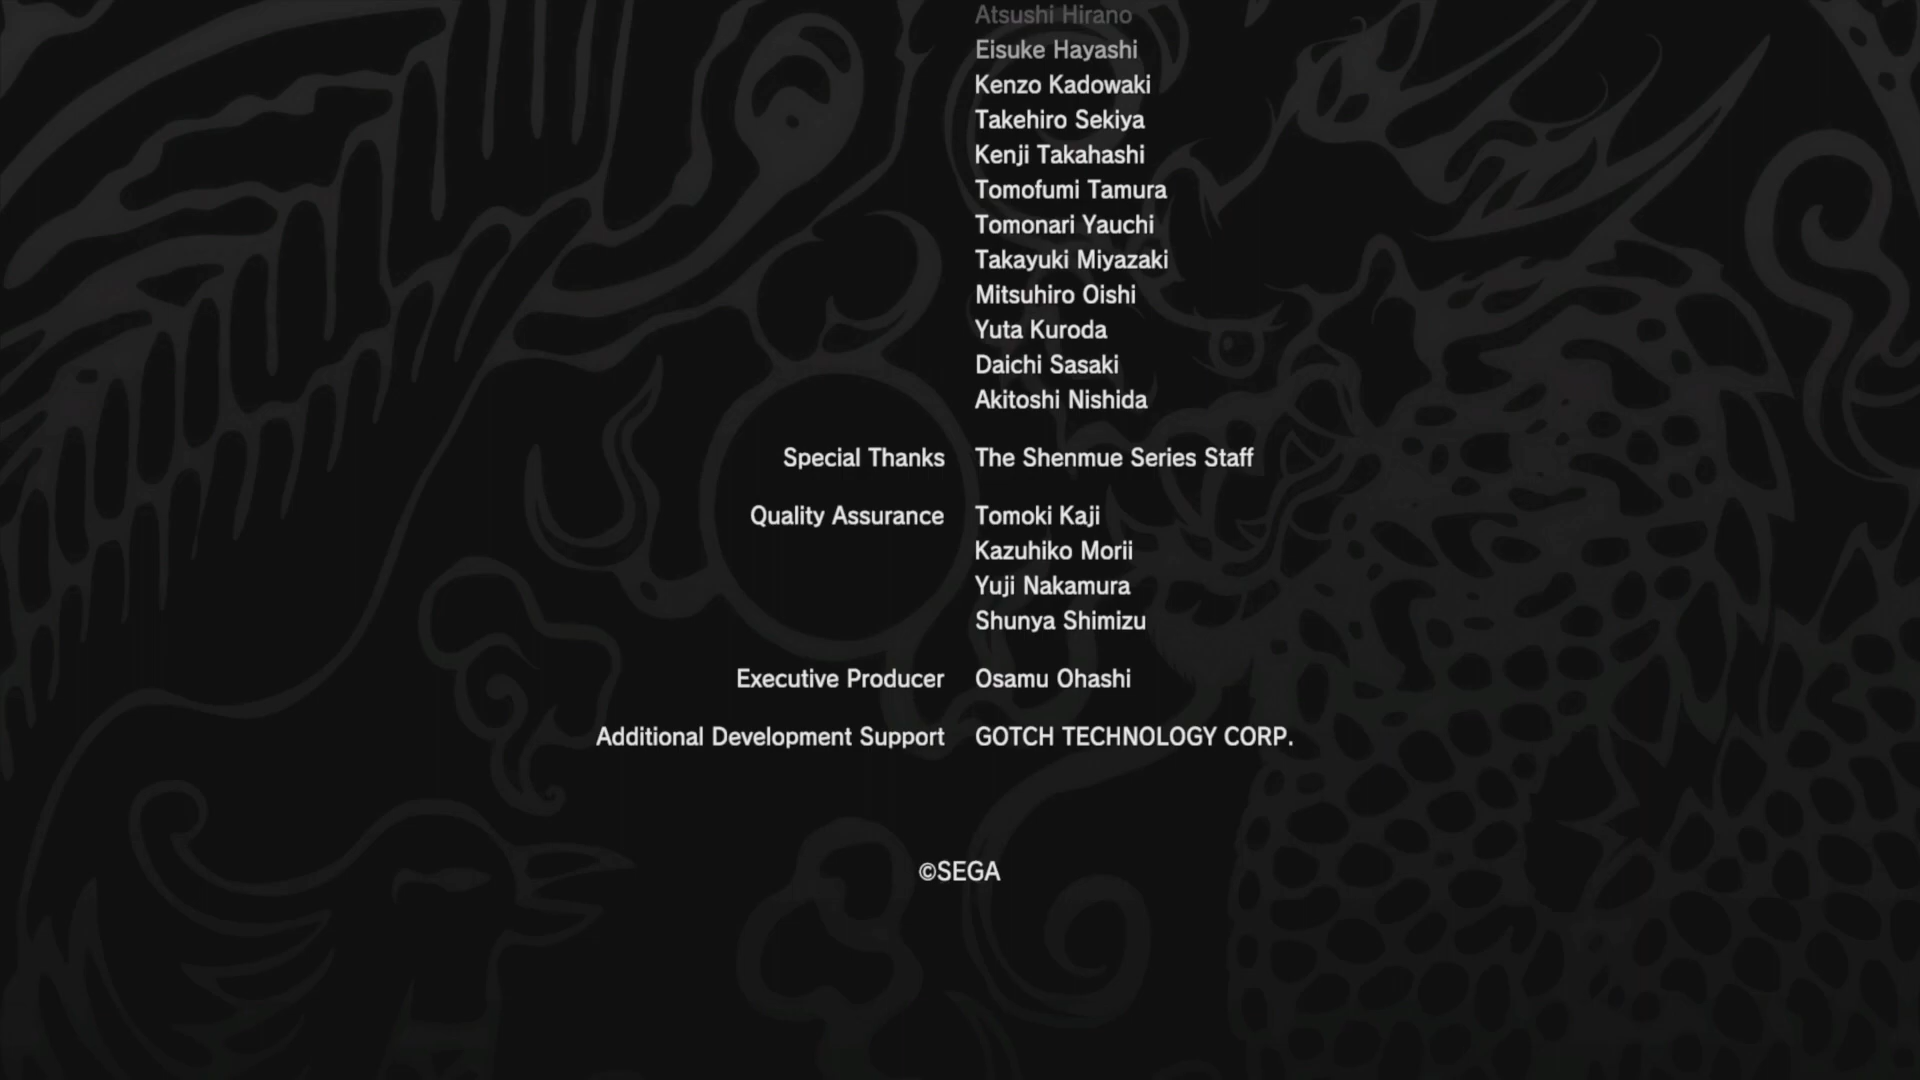 Atsushi Hirano
Eisuke Hayashi
Kenzo Kadowaki
Takehiro Sekiya
Kenji Takahashi
Tomofumi Tamura
Tomonari Yauchi
Takayuki Miyazaki
Mitsuhiro Oishi
Yuta Kuroda
Daichi Sasaki
Akitoshi Nishida
Special Thanks The Shenmue Series Staff
Quality Assurance Tomoki Kaji
Kazuhiko Morii
Yuji Nakamura
Shunya Shimizu
Executive Producer Osamu Ohashi
Additional Development Support GOTCH TECHNOLOGY CORP.
©SEGA